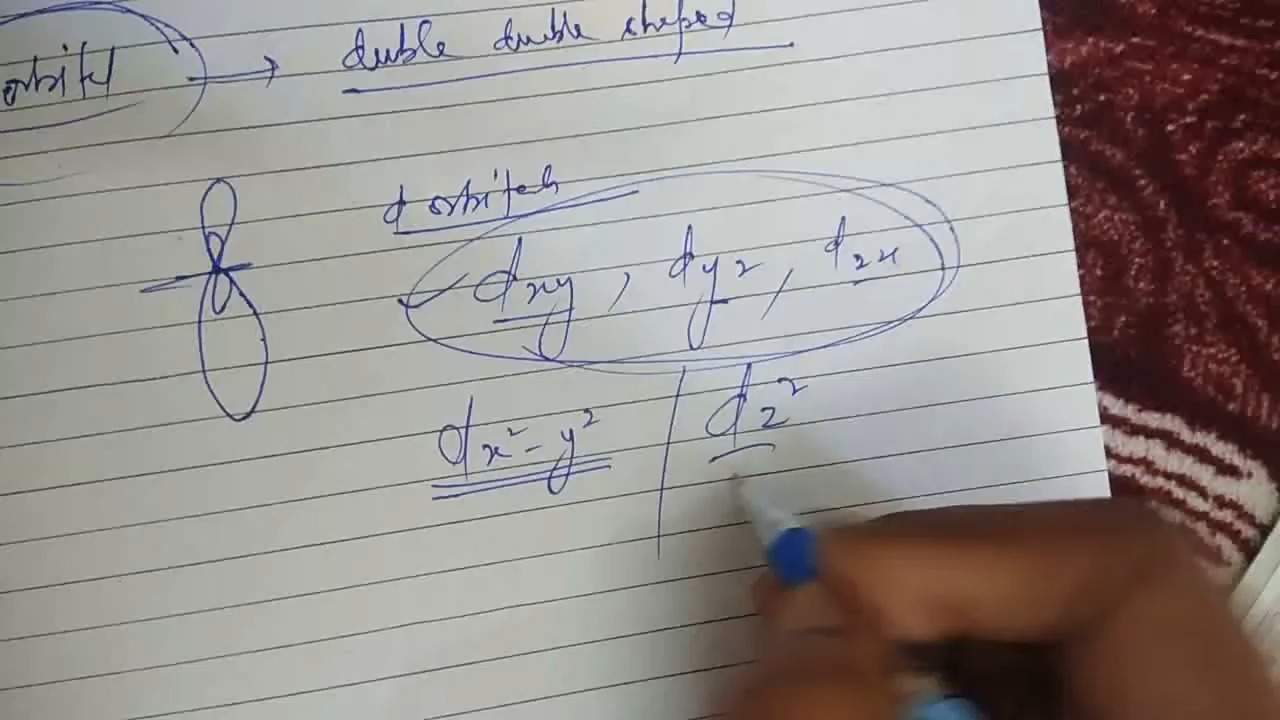 orbital → duble duble shaped
d orbitals
dxy, dyz, dzx
dx²-y² | dz²